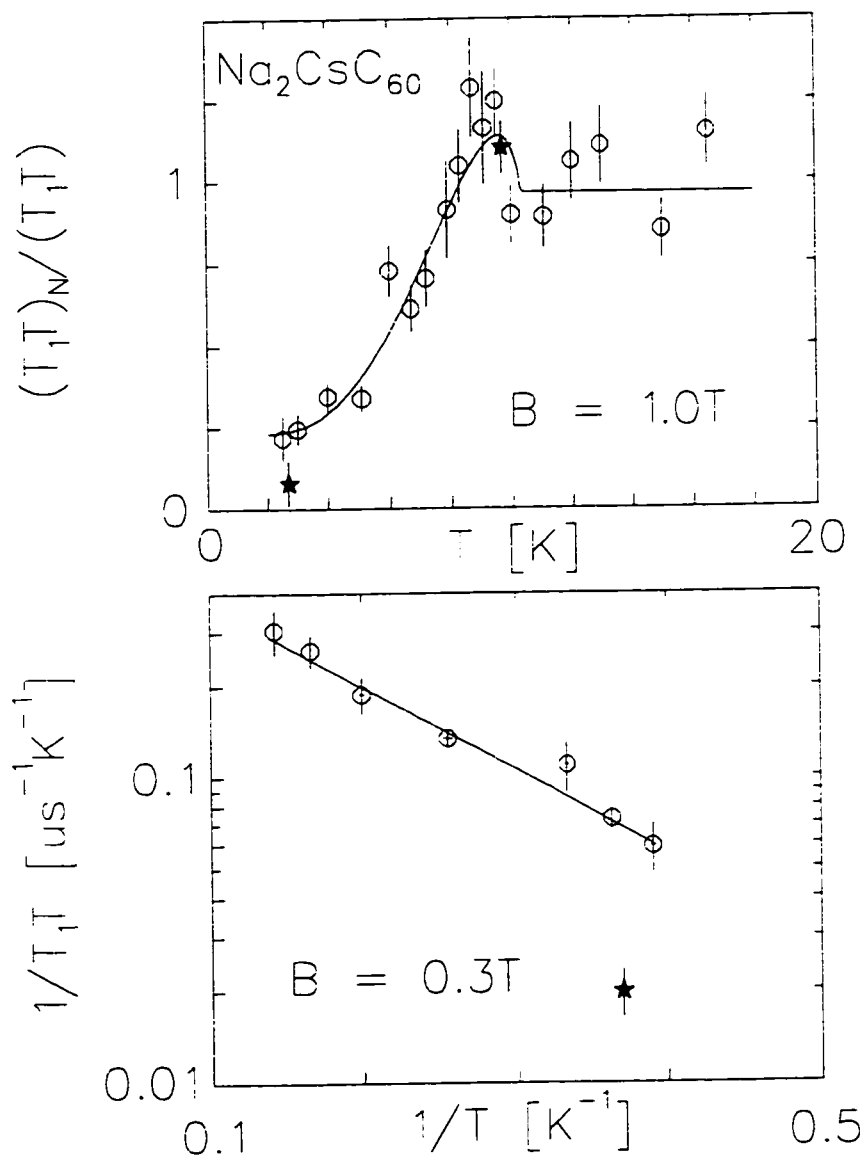 Na₂CsC₆₀
(T₁T)_N/(T₁T)
1
0
B = 1.0T
0
T [K]
20
1/T₁T [us⁻¹K⁻¹]
0.1
0.01
B = 0.3T
0.1
1/T [K⁻¹]
0.5